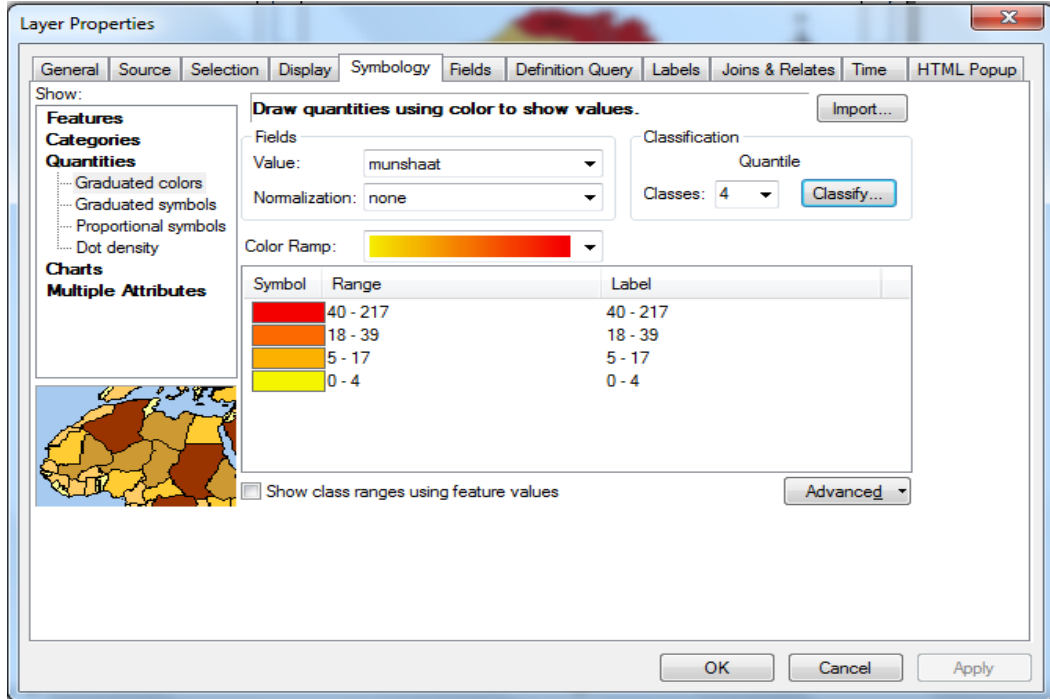 Layer Properties
General Source Selection Display Symbology Fields Definition Query Labels Joins & Relates Time HTML Popup
Show:
Features
Categories
Quantities
Graduated colors
Graduated symbols
Proportional symbols
Dot density
Charts
Multiple Attributes
Draw quantities using color to show values.
Import...
Fields
Value: munshaat
Normalization: none
Classification
Quantile
Classes: 4 Classify...
Color Ramp:
Symbol Range Label
40 - 217 40 - 217
18 - 39 18 - 39
5 - 17 5 - 17
0 - 4 0 - 4
Show class ranges using feature values
Advanced
OK Cancel Apply